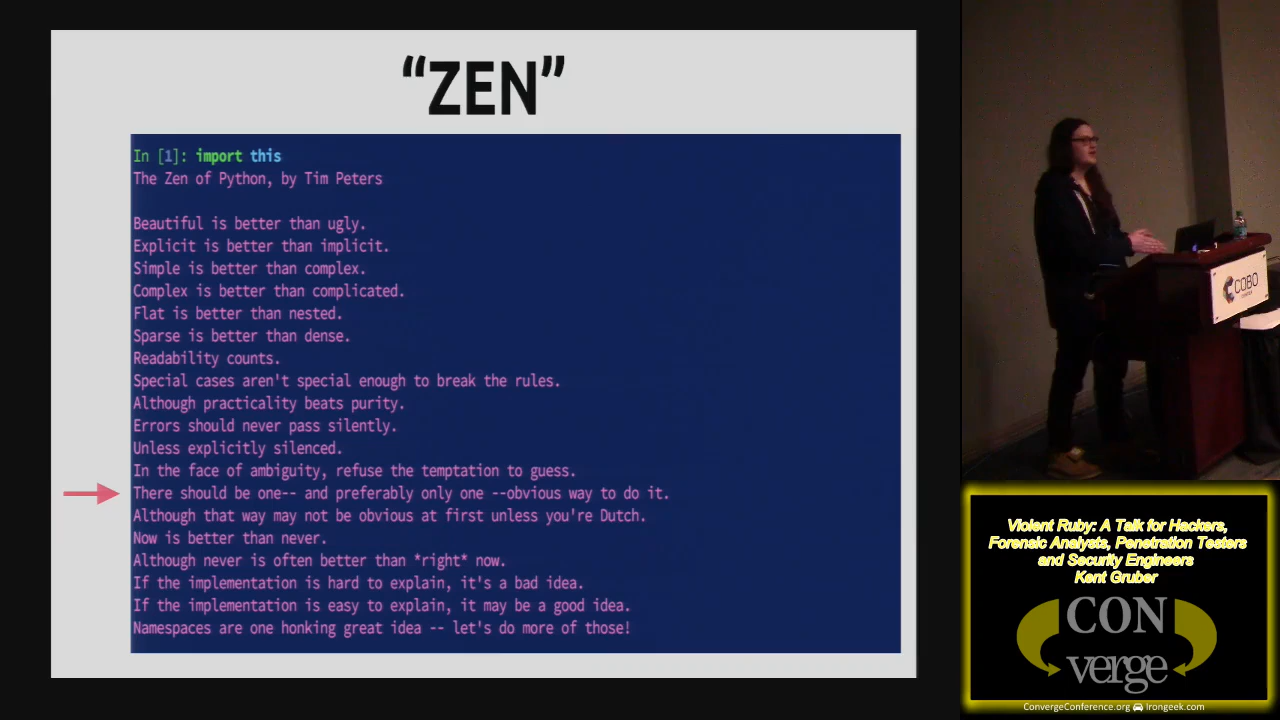 “ZEN”
In [1]: import this
The Zen of Python, by Tim Peters
Beautiful is better than ugly.
Explicit is better than implicit.
Simple is better than complex.
Complex is better than complicated.
Flat is better than nested.
Sparse is better than dense.
Readability counts.
Special cases aren't special enough to break the rules.
Although practicality beats purity.
Errors should never pass silently.
Unless explicitly silenced.
In the face of ambiguity, refuse the temptation to guess.
There should be one-- and preferably only one --obvious way to do it.
Although that way may not be obvious at first unless you're Dutch.
Now is better than never.
Although never is often better than *right* now.
If the implementation is hard to explain, it's a bad idea.
If the implementation is easy to explain, it may be a good idea.
Namespaces are one honking great idea -- let's do more of those!
COBO
Violent Ruby: A Talk for Hackers,
Forensic Analysts, Penetration Testers
and Security Engineers
Kent Gruber
CON
verge
ConvergeConference.org Irongeek.com